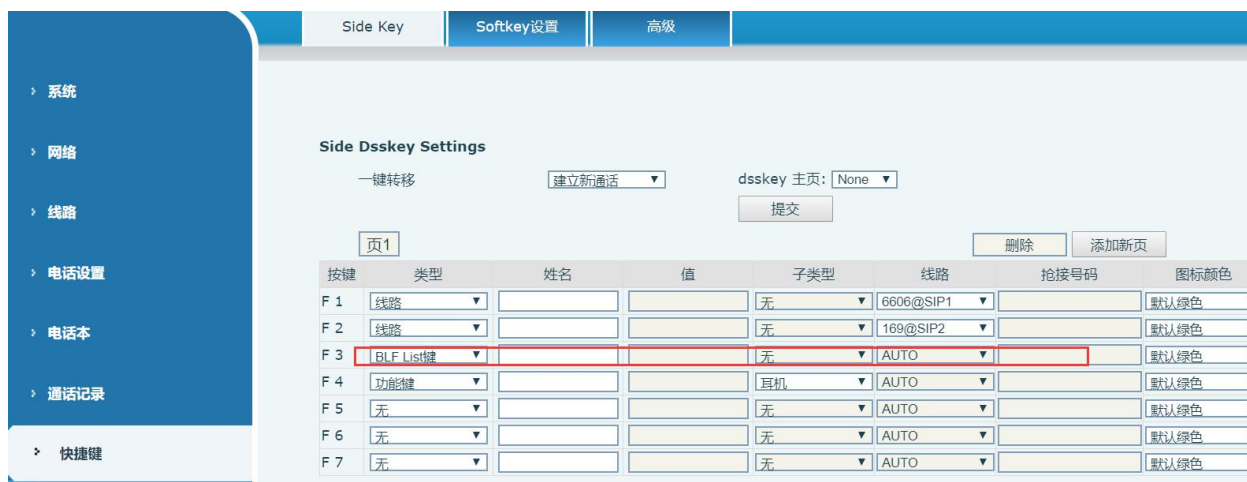 Side Key Softkey设置 高级
系统
网络
线路
电话设置
电话本
通话记录
快捷键
Side Dsskey Settings
一键转移 建立新通话 dsskey 主页: None
提交
页1 删除 添加新页
按键 类型 姓名 值 子类型 线路 抢接号码 图标颜色
F 1 线路 无 6606@SIP1 默认绿色
F 2 线路 无 169@SIP2 默认绿色
F 3 BLF List键 无 AUTO 默认绿色
F 4 功能键 耳机 AUTO 默认绿色
F 5 无 无 AUTO 默认绿色
F 6 无 无 AUTO 默认绿色
F 7 无 无 AUTO 默认绿色